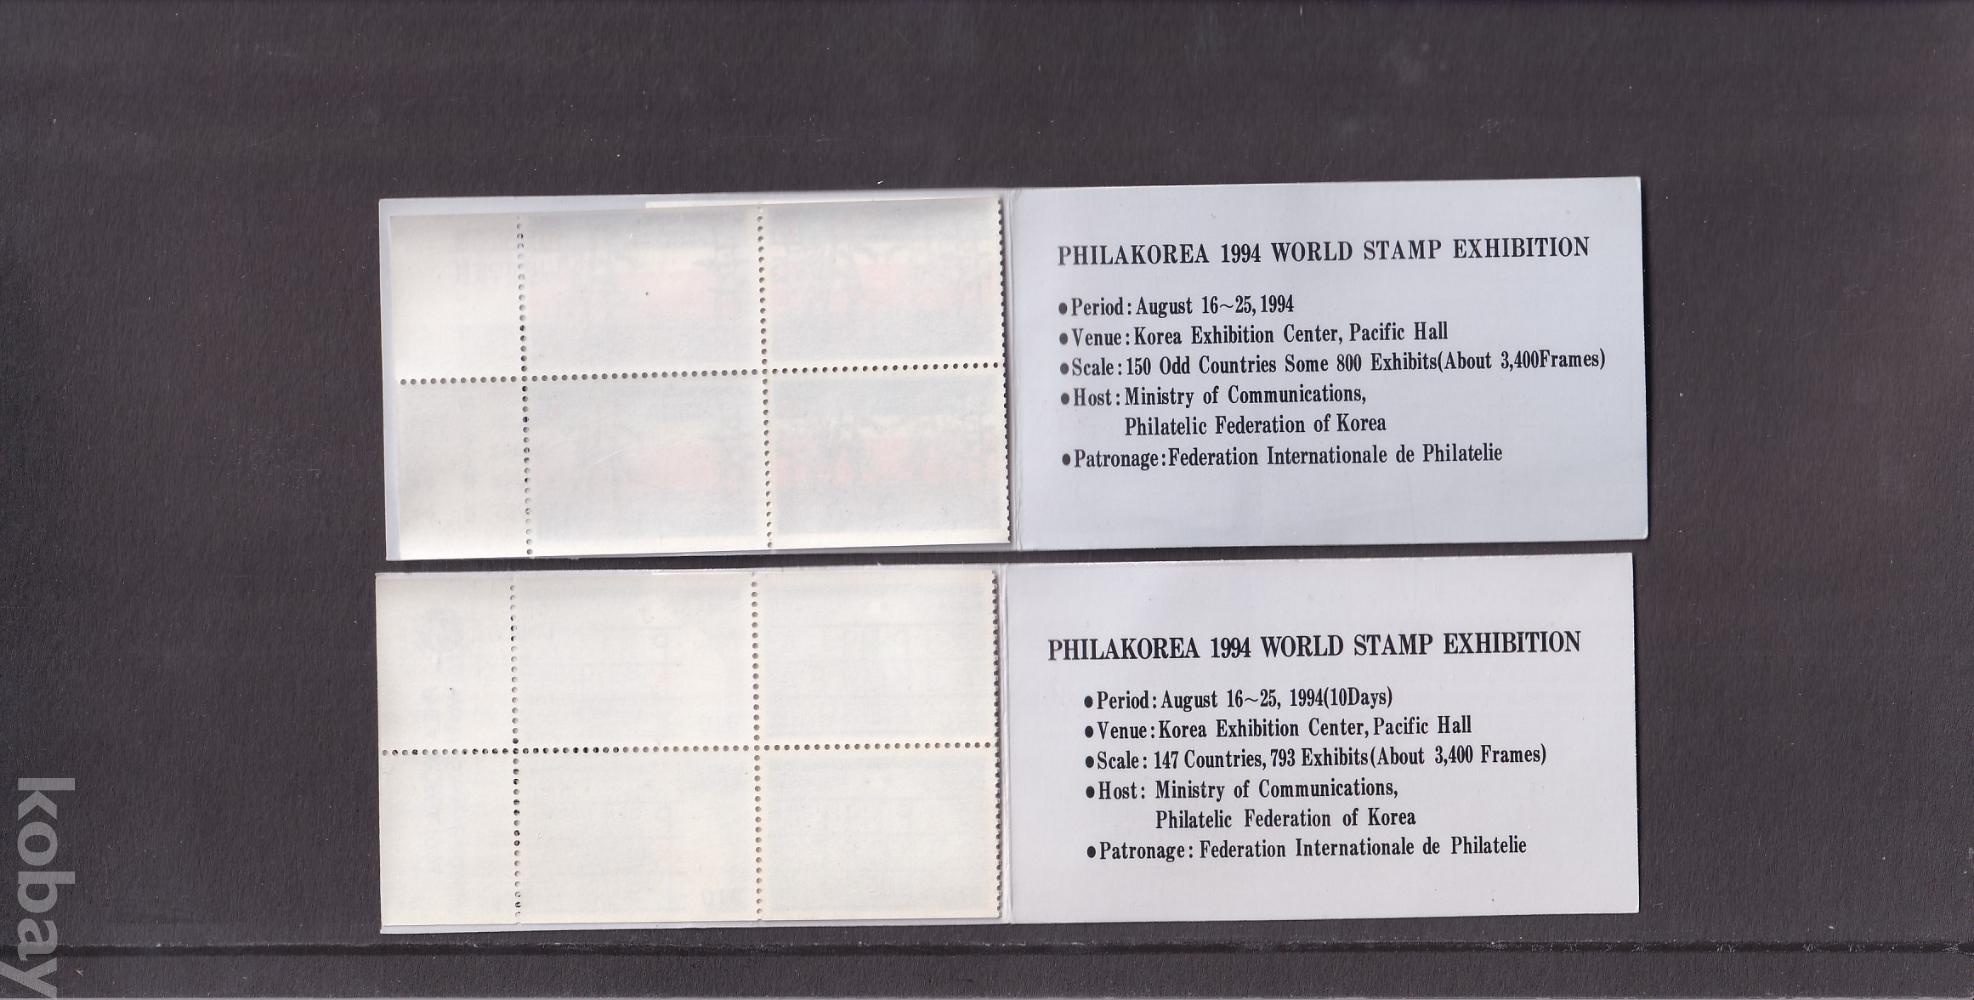 PHILAKOREA 1994 WORLD STAMP EXHIBITION
●Period: August 16~25, 1994
●Venue: Korea Exhibition Center, Pacific Hall
●Scale: 150 Odd Countries Some 800 Exhibits(About 3,400Frames)
●Host: Ministry of Communications,
Philatelic Federation of Korea
●Patronage: Federation Internationale de Philatelie
PHILAKOREA 1994 WORLD STAMP EXHIBITION
●Period: August 16~25, 1994(10Days)
●Venue: Korea Exhibition Center, Pacific Hall
●Scale: 147 Countries, 793 Exhibits(About 3,400 Frames)
●Host: Ministry of Communications,
Philatelic Federation of Korea
●Patronage: Federation Internationale de Philatelie
kobay